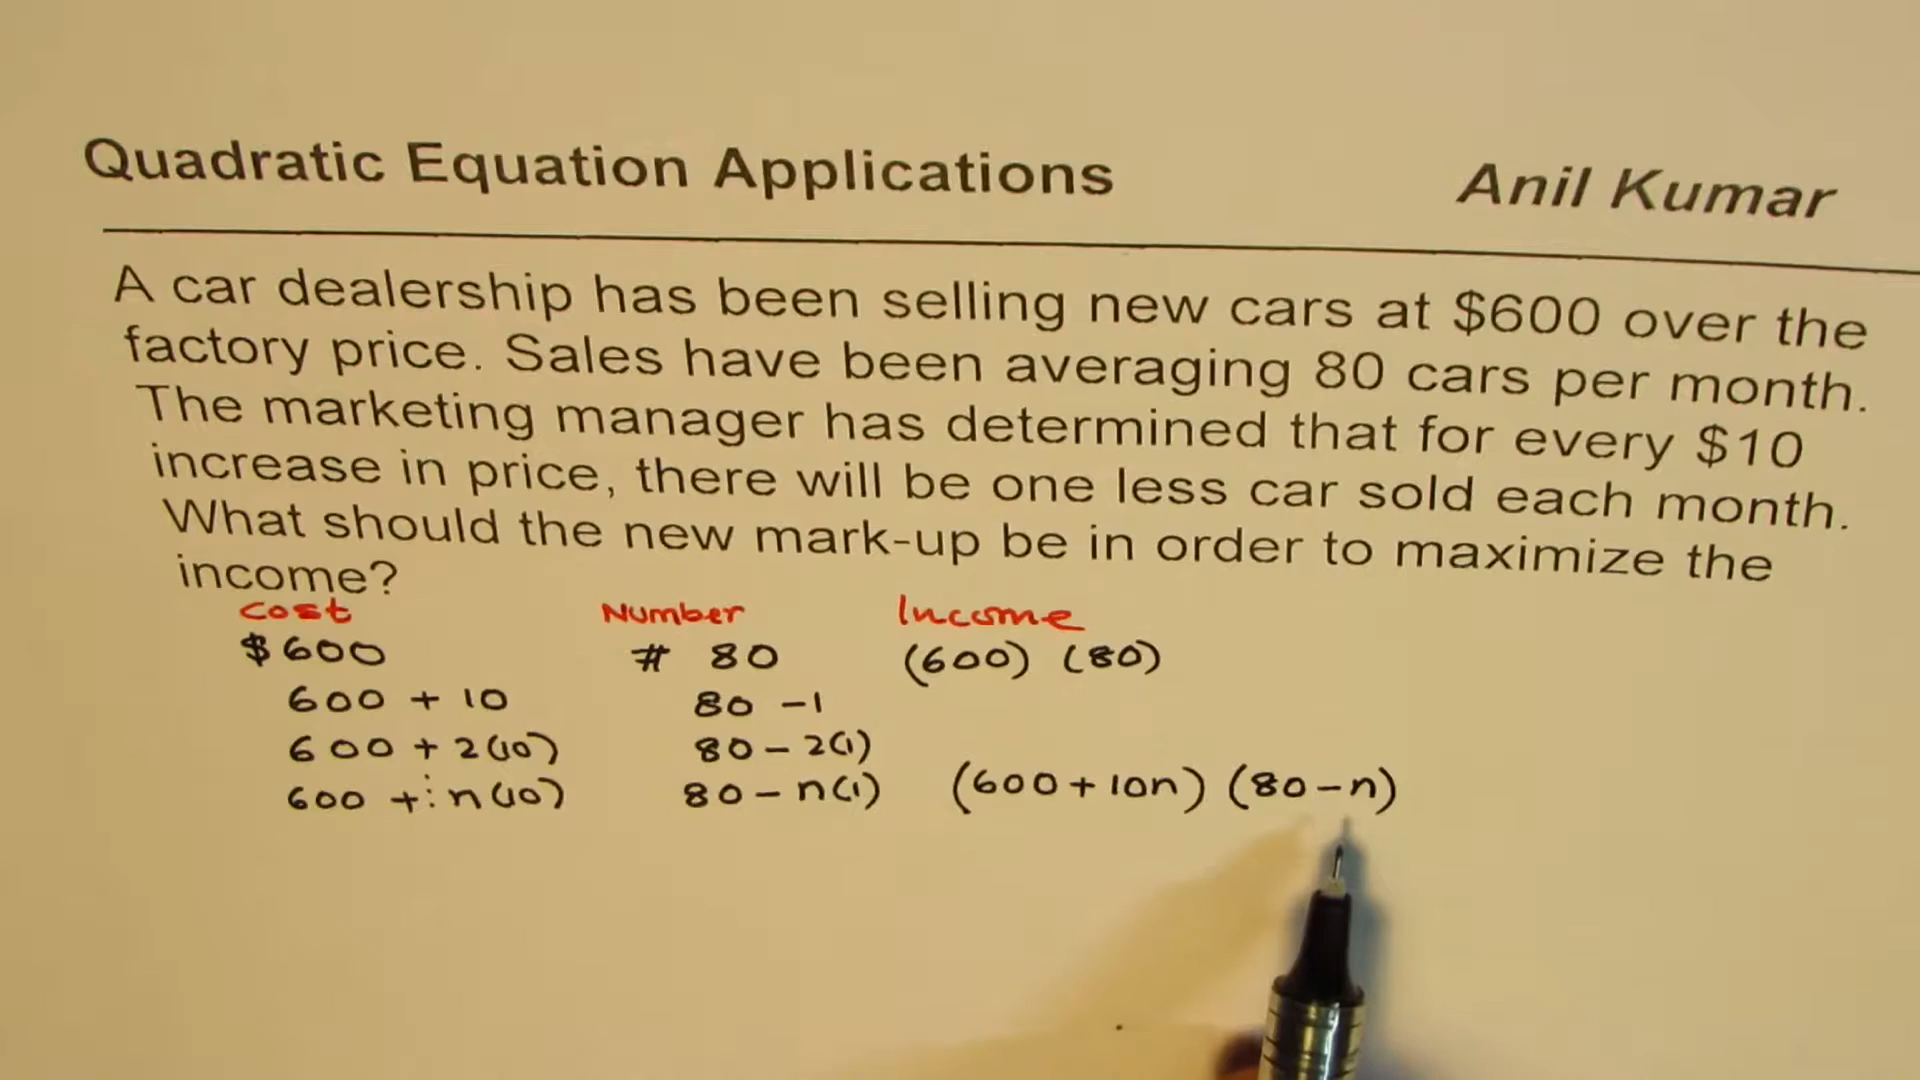 Quadratic Equation Applications Anil Kumar
A car dealership has been selling new cars at $600 over the
factory price. Sales have been averaging 80 cars per month.
The marketing manager has determined that for every $10
increase in price, there will be one less car sold each month.
What should the new mark-up be in order to maximize the
income?
Cost Number Income
$600 # 80 (600) (80)
600 + 10 80 -1
600 + 2(10) 80 - 2(1)
600 + n(10) 80 - n(1) (600 + 10n) (80 - n)